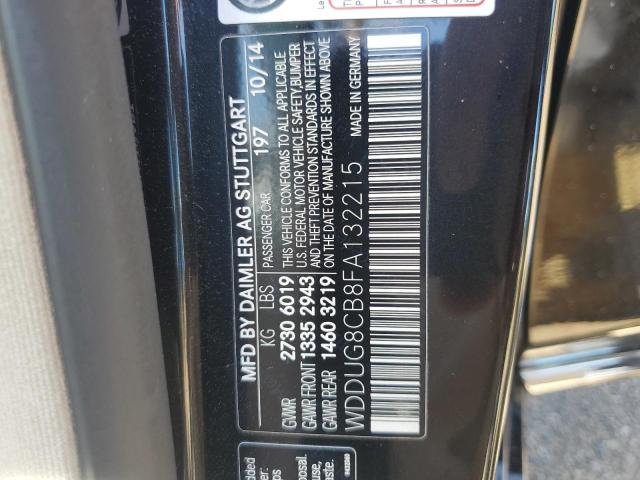 MFD BY DAIMLER AG STUTTGART
KG LBS PASSENGER CAR 197 10/14
GVWR 2730 6019 THIS VEHICLE CONFORMS TO ALL APPLICABLE
U.S. FEDERAL MOTOR VEHICLE SAFETY,BUMPER
GAWR FRONT 1335 2943 AND THEFT PREVENTION STANDARDS IN EFFECT
GAWR REAR 1460 3219 ON THE DATE OF MANUFACTURE SHOWN ABOVE
MADE IN GERMANY
WDDUG8CB8FA132215